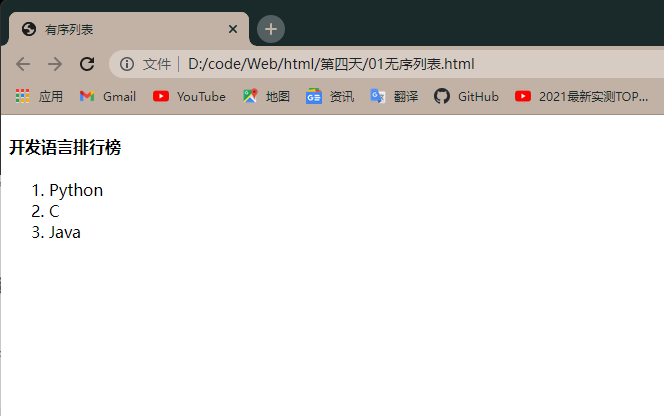 有序列表
文件 D:/code/Web/html/第四天/01无序列表.html
应用 Gmail YouTube 地图 资讯 翻译 GitHub 2021最新实测TOP...
开发语言排行榜
1. Python
2. C
3. Java